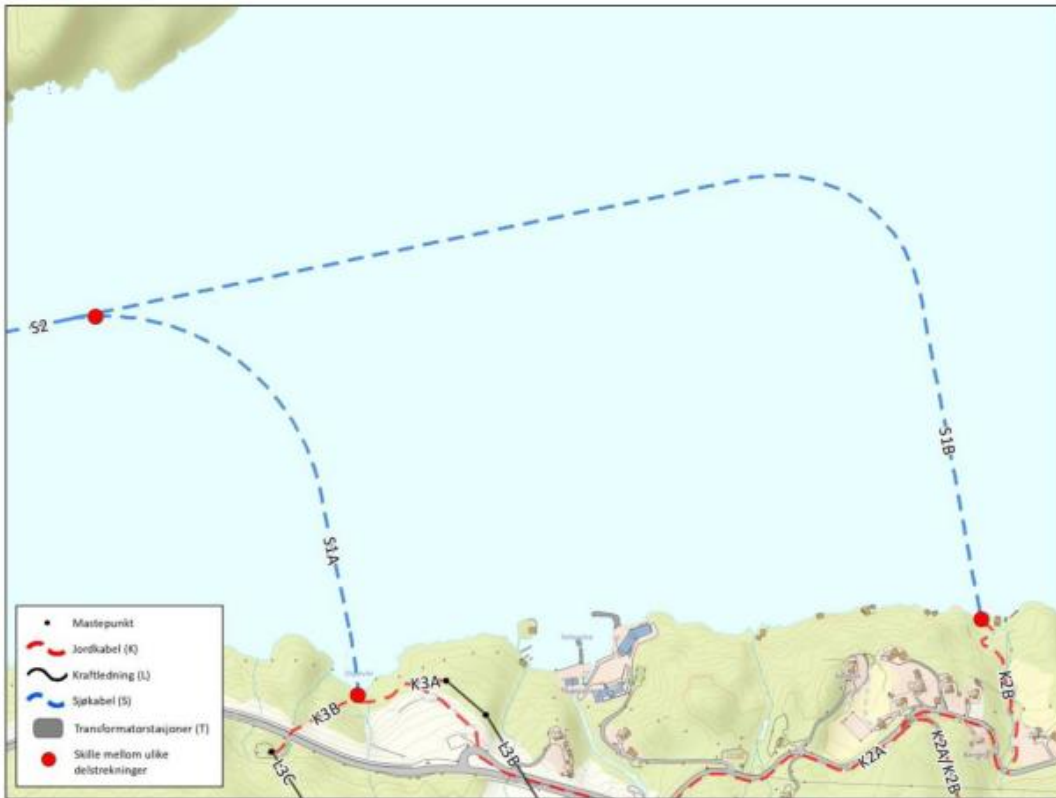 S2
S1A
S1B
K3A
K3B
L3B
L3C
K2A
K2A/K2B
K2B
Mastepunkt
Jordkabel (K)
Kraftledning (L)
Sjøkabel (S)
Transformatorstasjoner (T)
Skille mellom ulike
delstrekninger